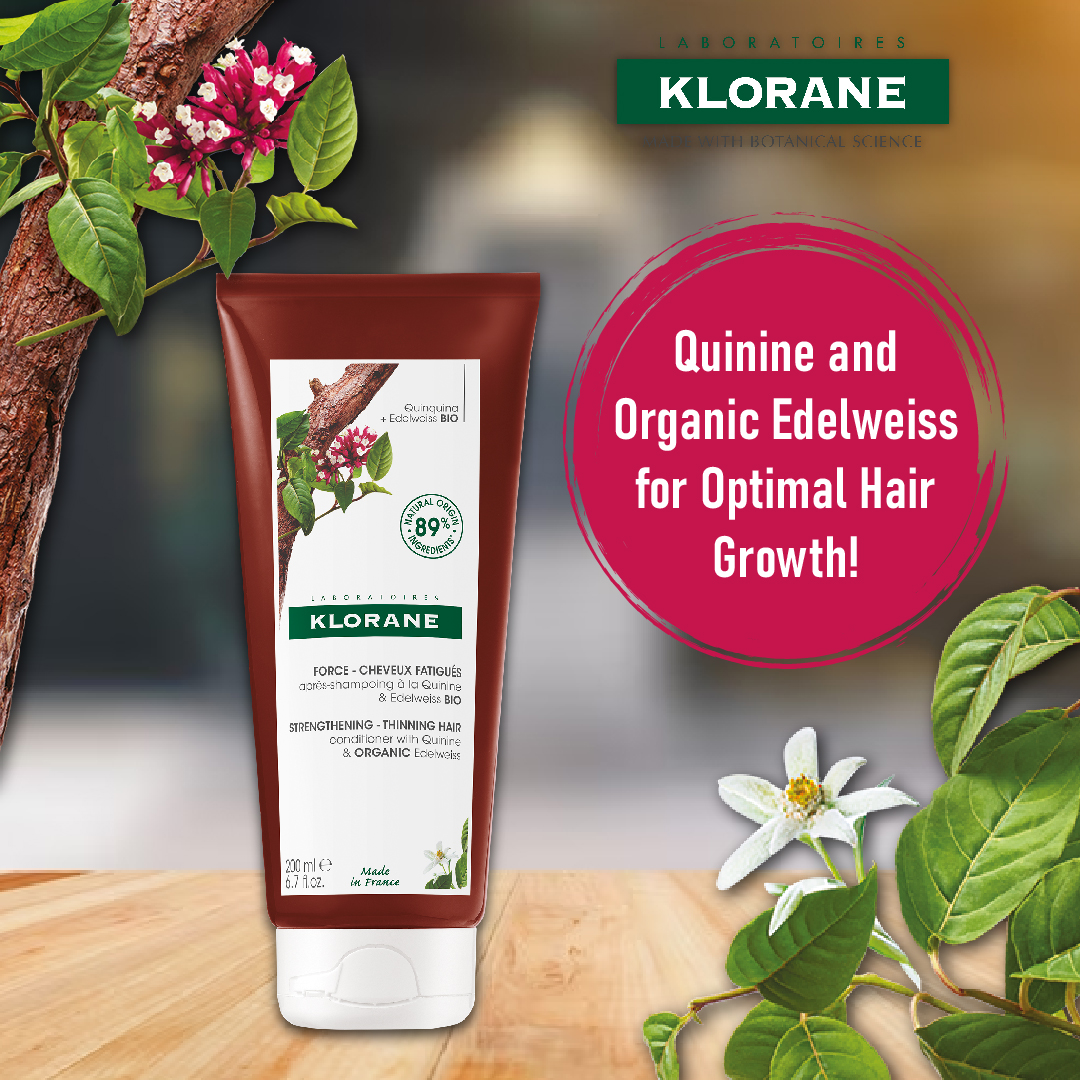 LABORATOIRES
KLORANE
WITH BOTANICAL SCIENCE
Quinine and
Organic Edelweiss
for Optimal Hair
Growth!
Quinquina
+ Edelweiss BIO
NATURAL ORIGIN
89%
INGREDIENTS*
LABORATOIRES
KLORANE
FORCE - CHEVEUX FATIGUÉS
après-shampoing à la Quinine
& Edelweiss BIO
STRENGTHENING - THINNING HAIR
conditioner with Quinine
& ORGANIC Edelweiss
200 ml ℮
6.7 fl.oz.
Made
in France